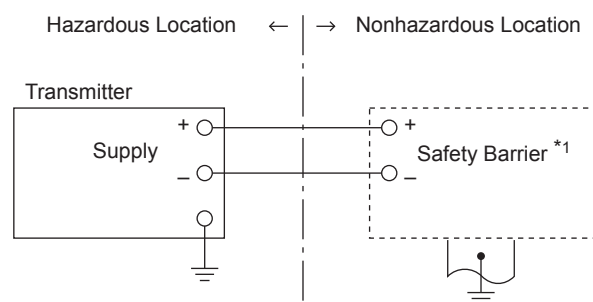 Hazardous Location ← → Nonhazardous Location
Transmitter
+ +
Supply Safety Barrier *1
– –